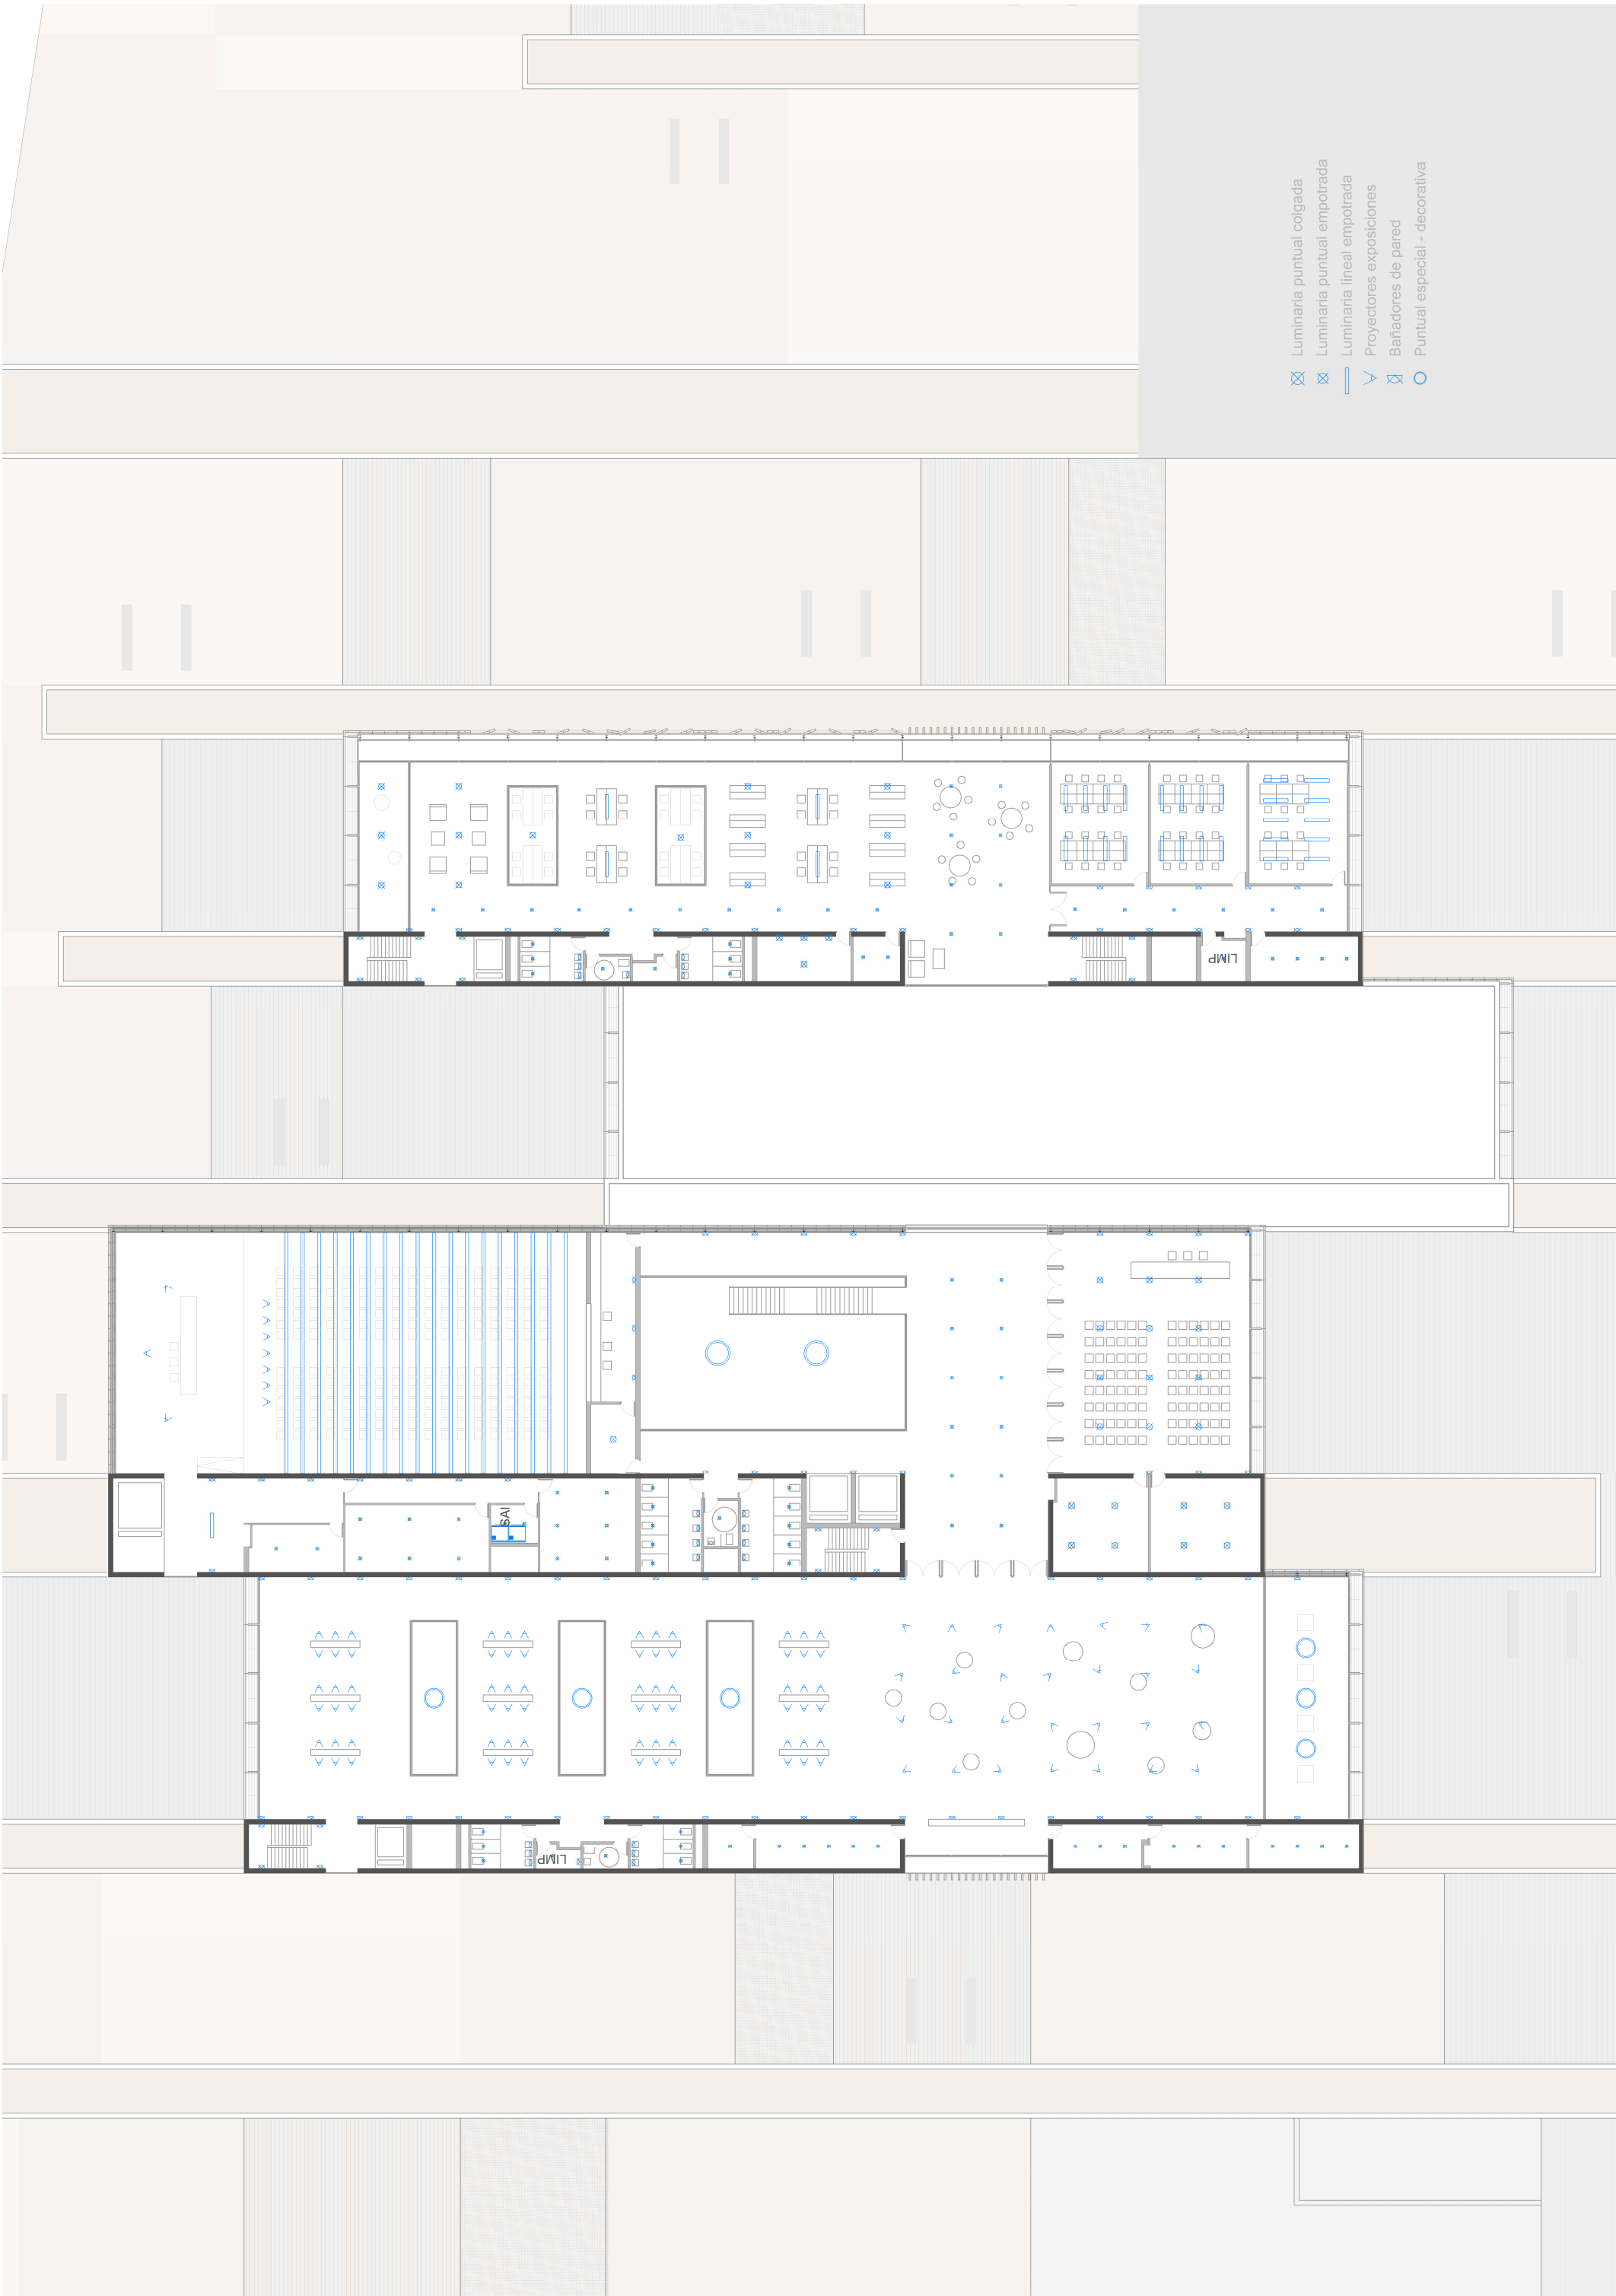 Luminaria puntual colgada
Luminaria puntual empotrada
Luminaria lineal empotrada
Proyectores exposiciones
Bañadores de pared
Puntual especial - decorativa
LIMP
SAI
LIMP